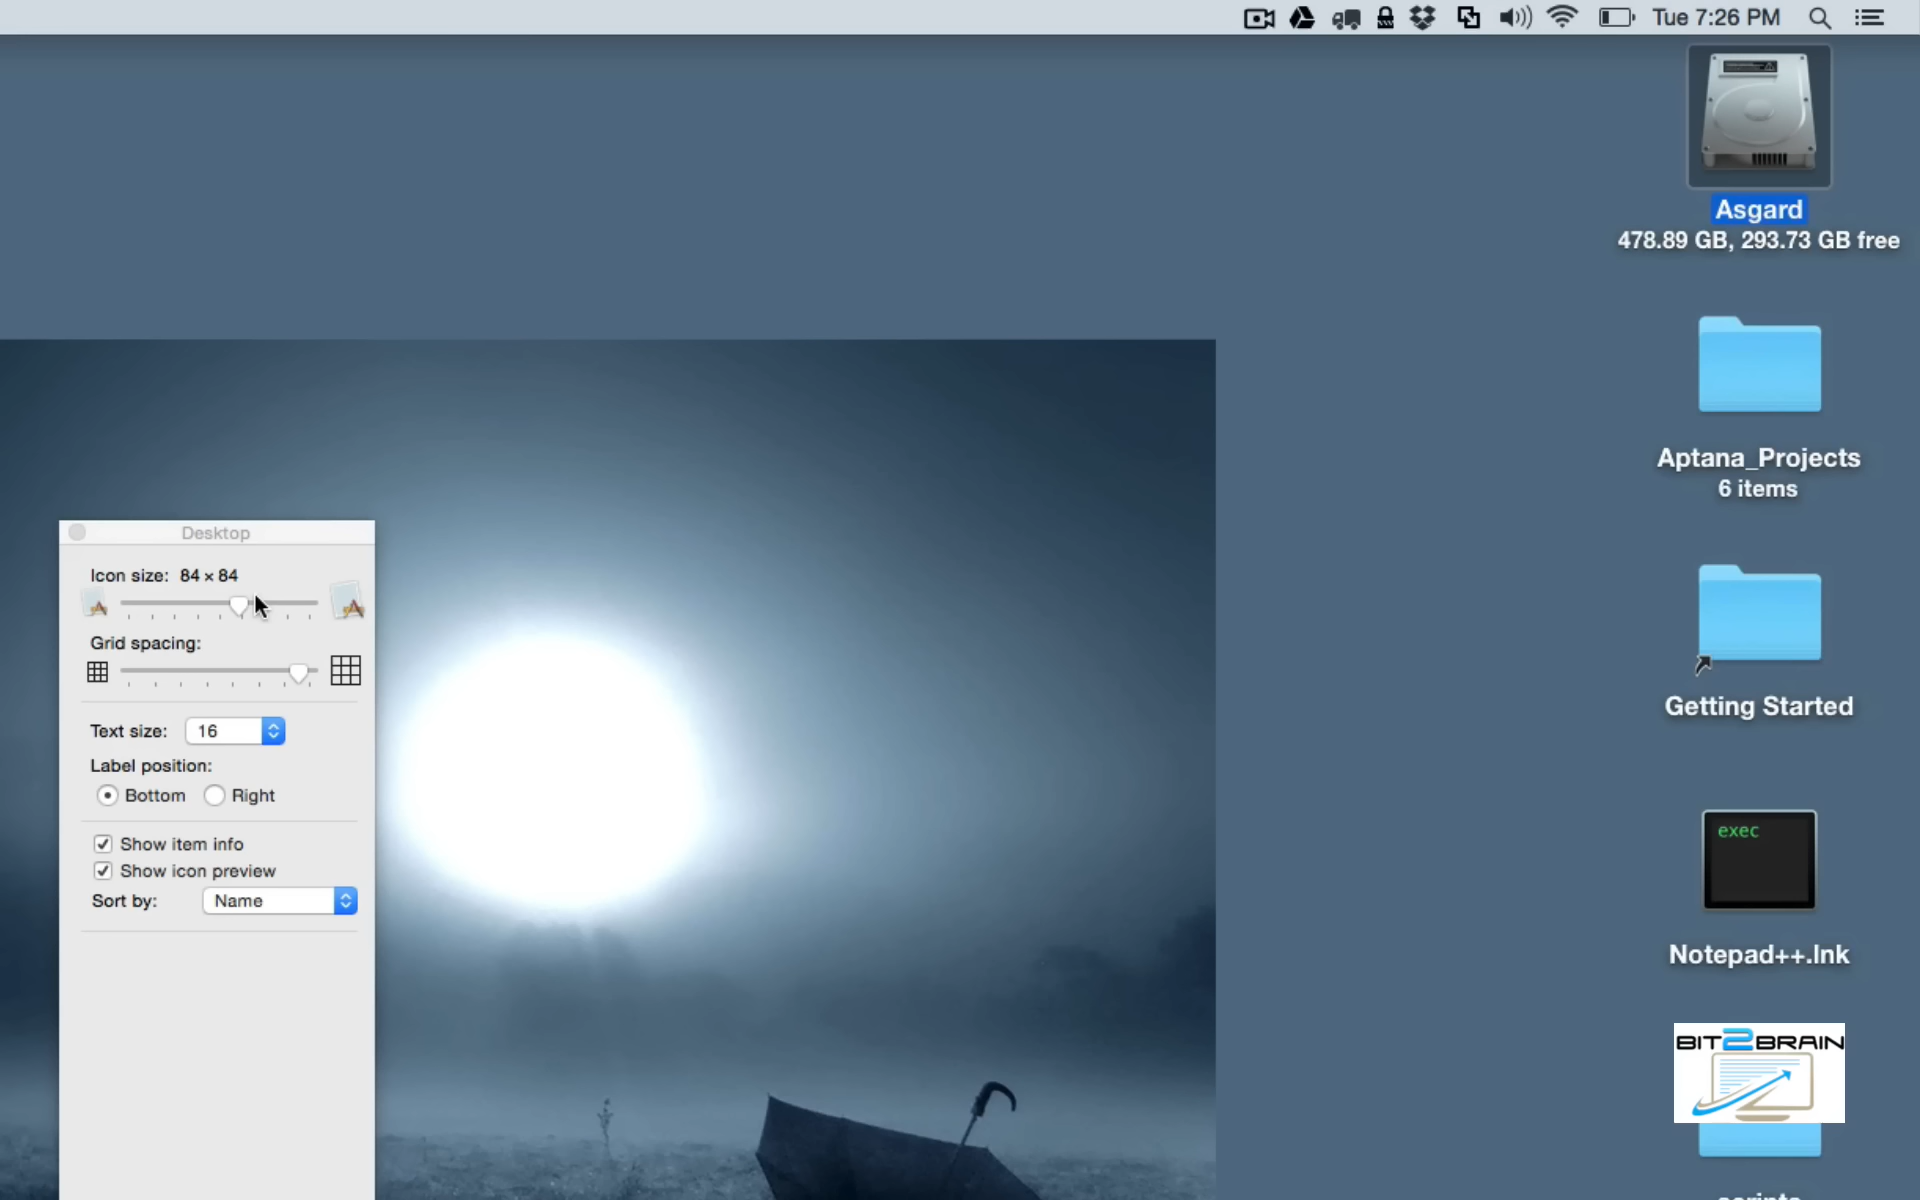 Tue 7:26 PM
Asgard
478.89 GB, 293.73 GB free
Aptana_Projects
6 items
Getting Started
exec
Notepad++.lnk
BIT2BRAIN
Desktop
Icon size: 84 × 84
Grid spacing:
Text size: 16
Label position:
Bottom Right
Show item info
Show icon preview
Sort by: Name